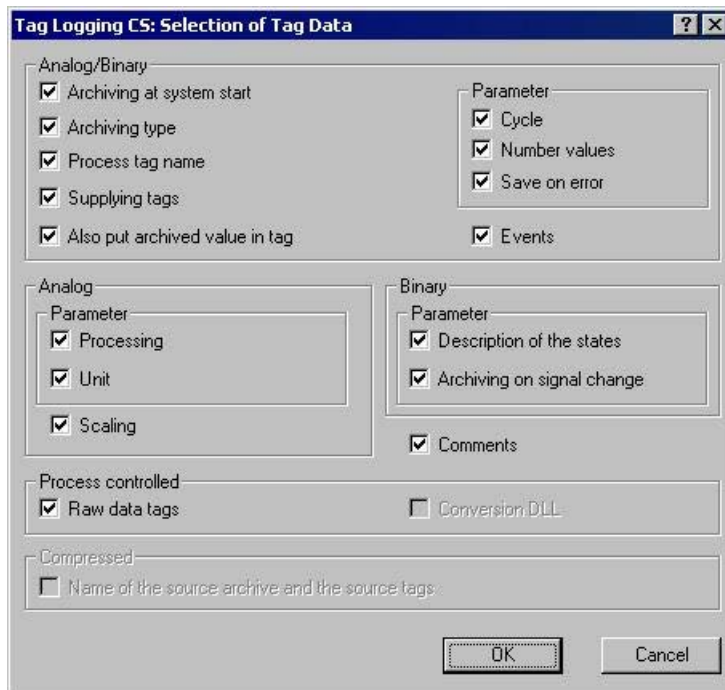 Tag Logging CS: Selection of Tag Data
Analog/Binary
Archiving at system start
Archiving type
Process tag name
Supplying tags
Also put archived value in tag
Parameter
Cycle
Number values
Save on error
Events
Analog
Parameter
Processing
Unit
Scaling
Binary
Parameter
Description of the states
Archiving on signal change
Comments
Process controlled
Raw data tags
Conversion DLL
Compressed
Name of the source archive and the source tags
OK
Cancel